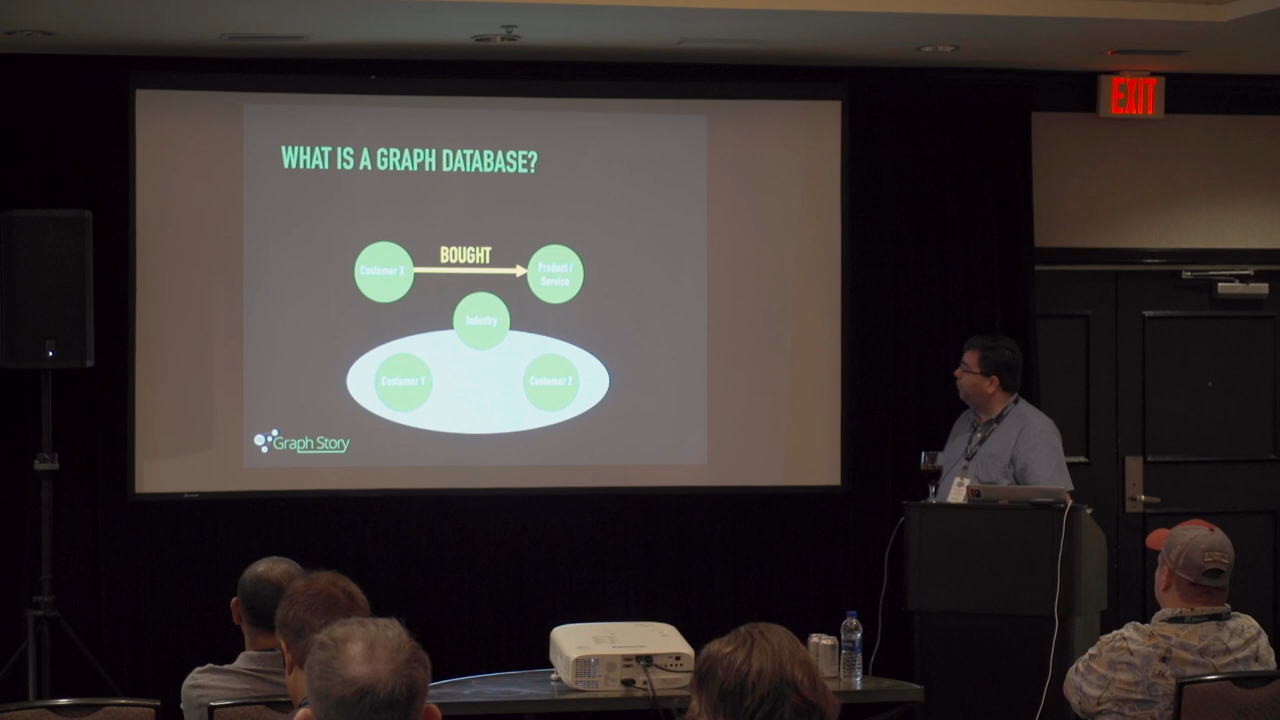 EXIT
WHAT IS A GRAPH DATABASE?
BOUGHT
Customer X
Product /
Service
Industry
Customer Y
Customer Z
Graph Story